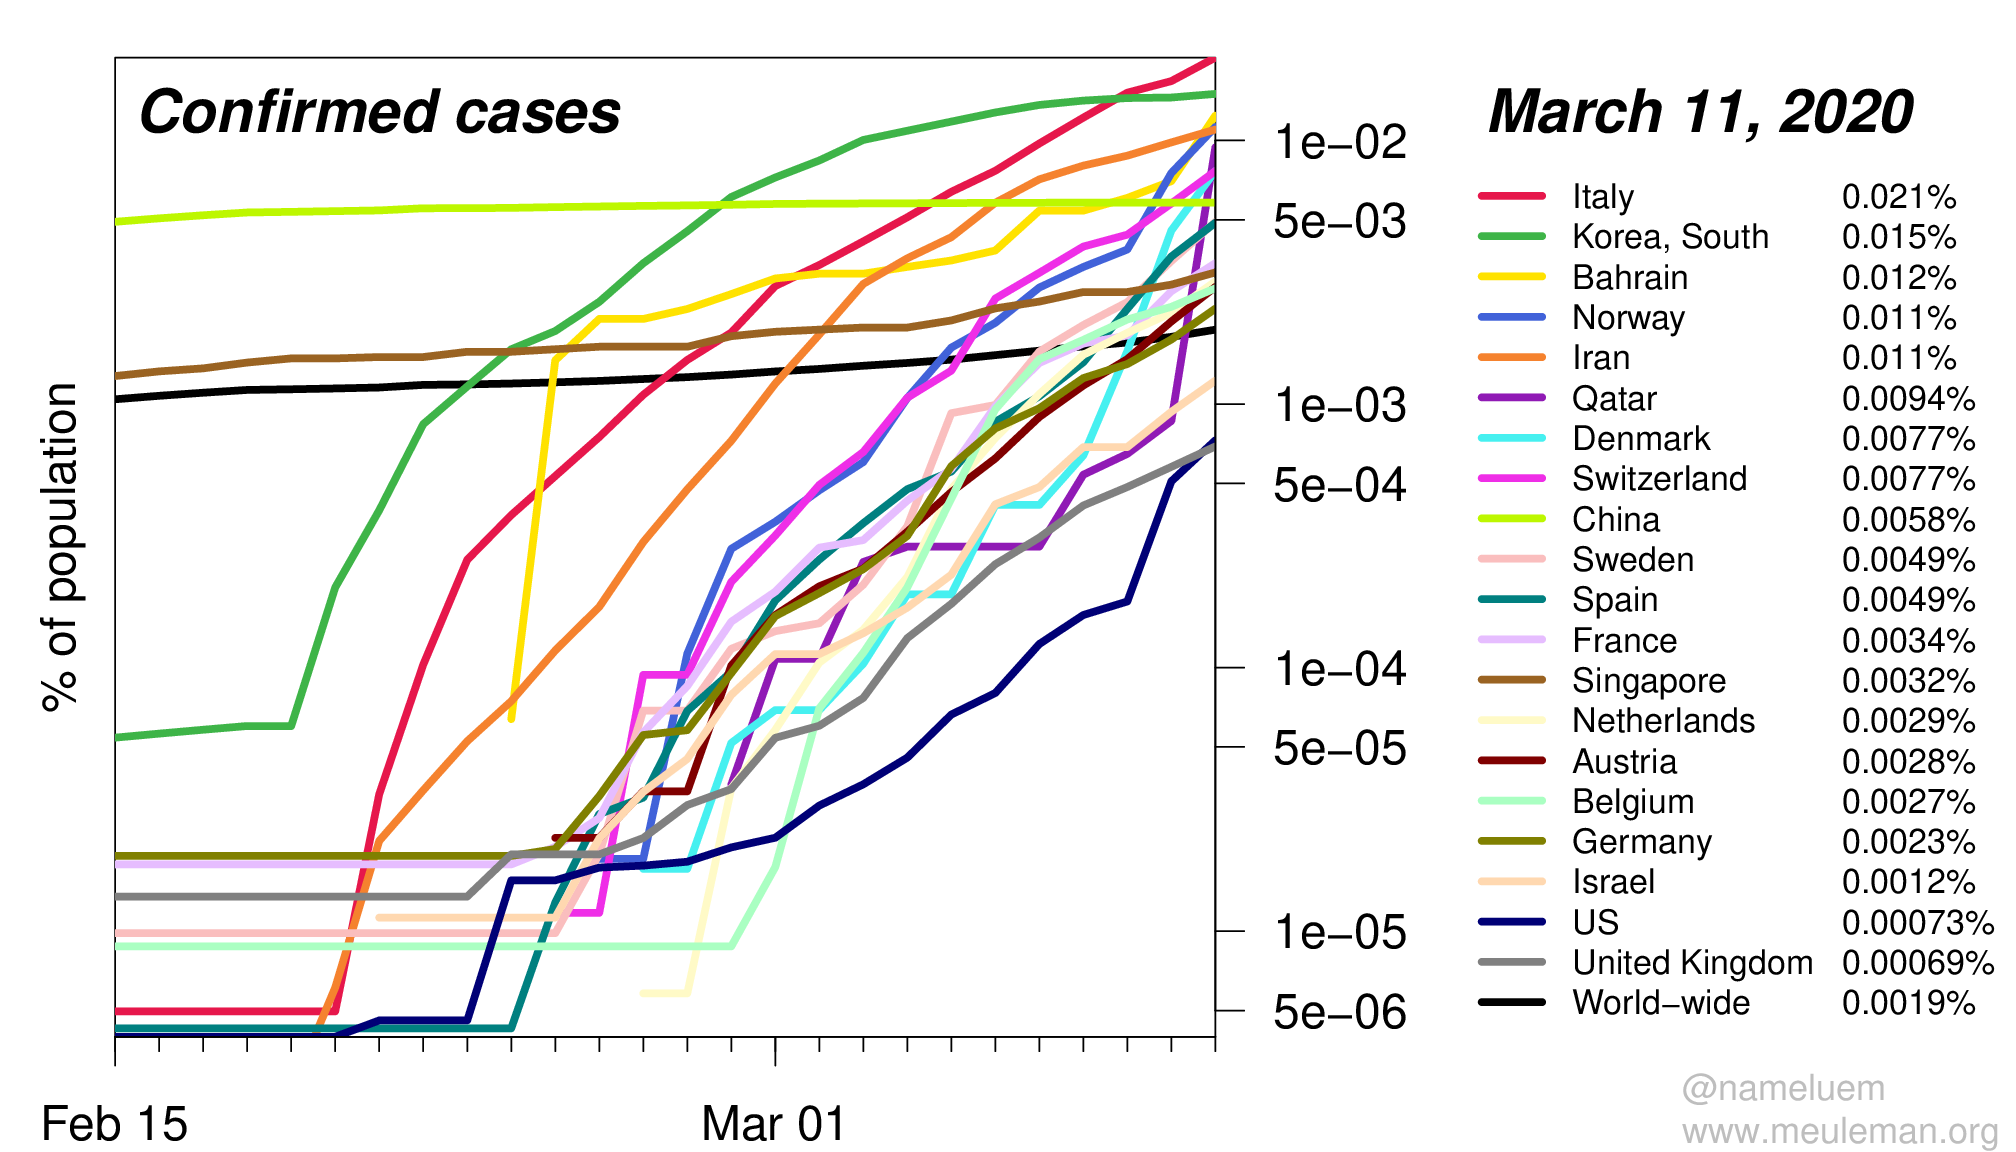 Confirmed cases
March 11, 2020
% of population
1e−02
5e−03
1e−03
5e−04
1e−04
5e−05
1e−05
5e−06
Feb 15
Mar 01
Italy 0.021%
Korea, South 0.015%
Bahrain 0.012%
Norway 0.011%
Iran 0.011%
Qatar 0.0094%
Denmark 0.0077%
Switzerland 0.0077%
China 0.0058%
Sweden 0.0049%
Spain 0.0049%
France 0.0034%
Singapore 0.0032%
Netherlands 0.0029%
Austria 0.0028%
Belgium 0.0027%
Germany 0.0023%
Israel 0.0012%
US 0.00073%
United Kingdom 0.00069%
World−wide 0.0019%
@nameluem
www.meuleman.org